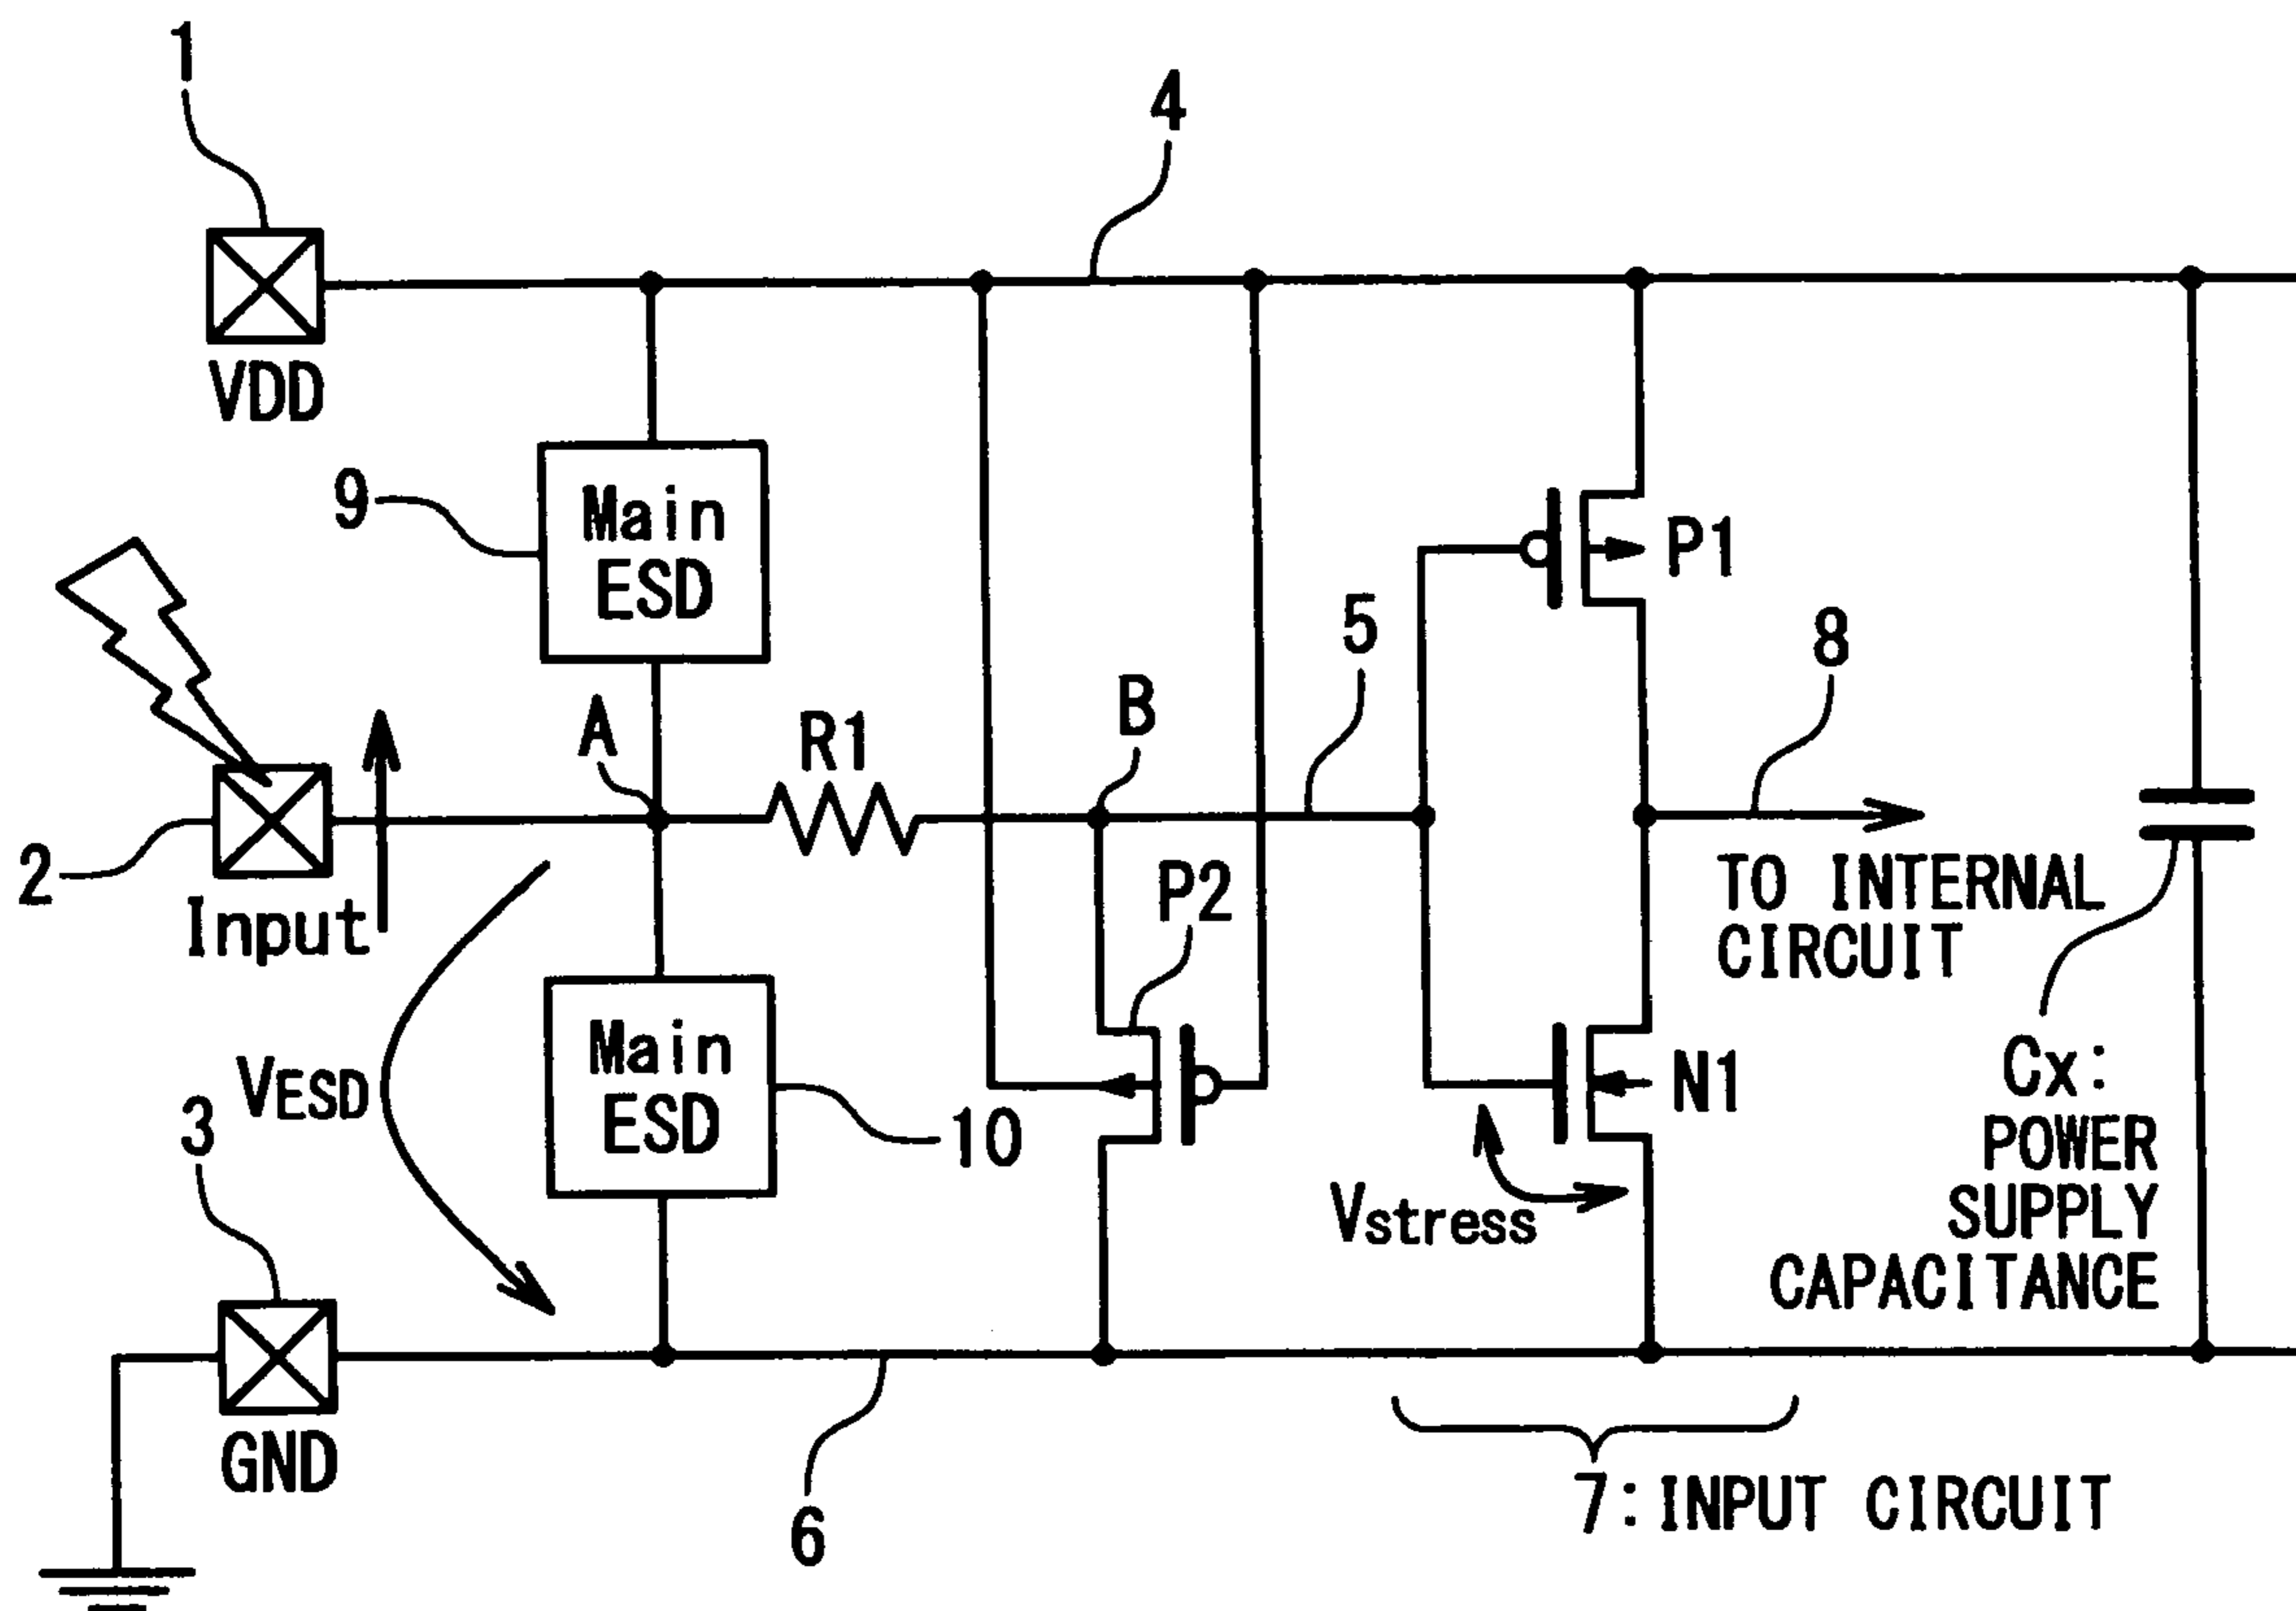 1
4
VDD
9
Main
ESD
P1
5
8
A
R1
B
2
Input
P2
TO INTERNAL
CIRCUIT
VESD
Main
ESD
N1
Cx:
POWER
SUPPLY
CAPACITANCE
3
10
Vstress
GND
6
7:INPUT CIRCUIT